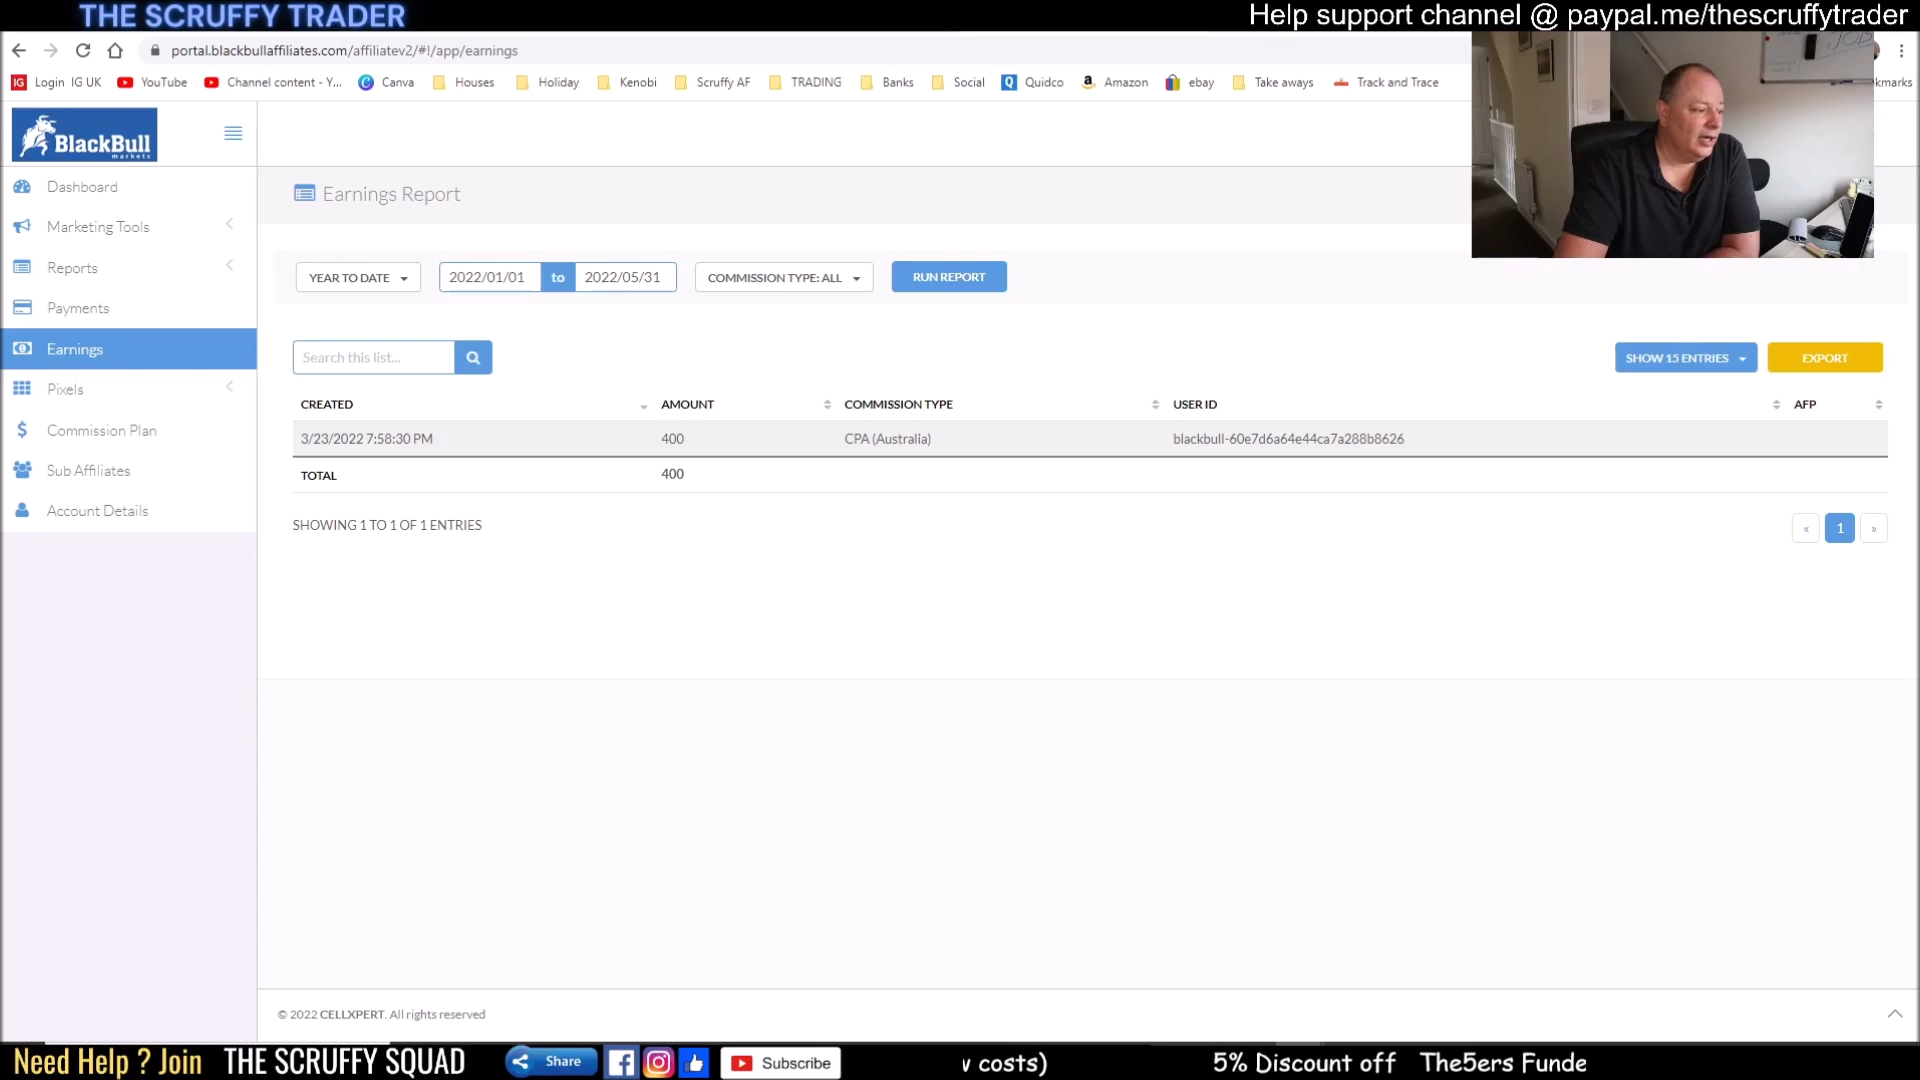 THE SCRUFFY TRADER
Help support channel @ paypal.me/thescruffytrader
portal.blackbullaffiliates.com/affiliatev2/#!/app/earnings
IG Login IG UK YouTube Channel content - Y... Canva Houses Holiday Kenobi Scruffy AF TRADING Banks Social Q Quidco a Amazon ebay Take aways Track and Trace kmarks
BlackBull
markets
Dashboard
Marketing Tools
Reports
Payments
Earnings
Pixels
Commission Plan
Sub Affiliates
Account Details
Earnings Report
YEAR TO DATE 2022/01/01 to 2022/05/31 COMMISSION TYPE: ALL RUN REPORT
Search this list... SHOW 15 ENTRIES EXPORT
CREATED AMOUNT COMMISSION TYPE USER ID AFP
3/23/2022 7:58:30 PM 400 CPA (Australia) blackbull-60e7d6a64e44ca7a288b8626
TOTAL 400
SHOWING 1 TO 1 OF 1 ENTRIES
« 1 »
© 2022 CELLXPERT. All rights reserved
Need Help ? Join THE SCRUFFY SQUAD Share Subscribe costs) 5% Discount off The5ers Funde